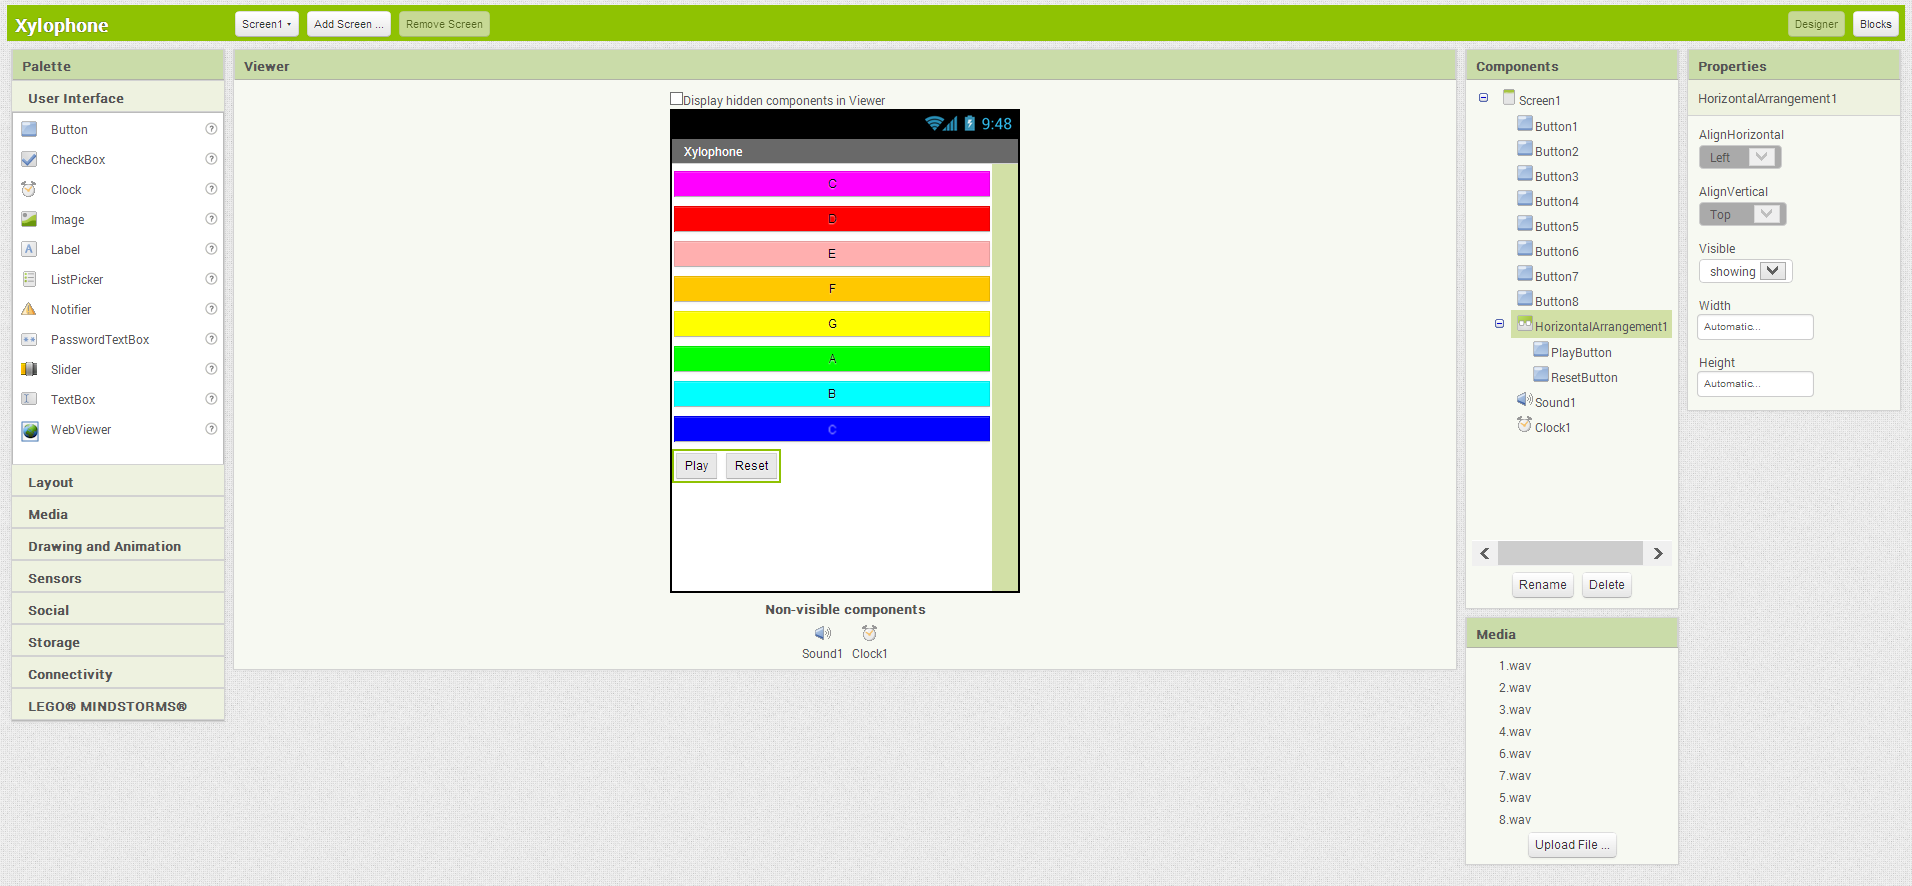 Xylophone
Screen1
Add Screen ...
Remove Screen
Designer
Blocks
Palette
User Interface
Button
?
CheckBox
?
Clock
?
Image
?
Label
?
ListPicker
?
Notifier
?
PasswordTextBox
?
Slider
?
TextBox
?
WebViewer
?
Layout
Media
Drawing and Animation
Sensors
Social
Storage
Connectivity
LEGO® MINDSTORMS®
Viewer
Display hidden components in Viewer
9:48
Xylophone
C
D
E
F
G
A
B
C
Play
Reset
Non-visible components
Sound1
Clock1
Components
Screen1
Button1
Button2
Button3
Button4
Button5
Button6
Button7
Button8
HorizontalArrangement1
PlayButton
ResetButton
Sound1
Clock1
Rename
Delete
Media
1.wav
2.wav
3.wav
4.wav
6.wav
7.wav
5.wav
8.wav
Upload File ...
Properties
HorizontalArrangement1
AlignHorizontal
Left
AlignVertical
Top
Visible
showing
Width
Automatic...
Height
Automatic...